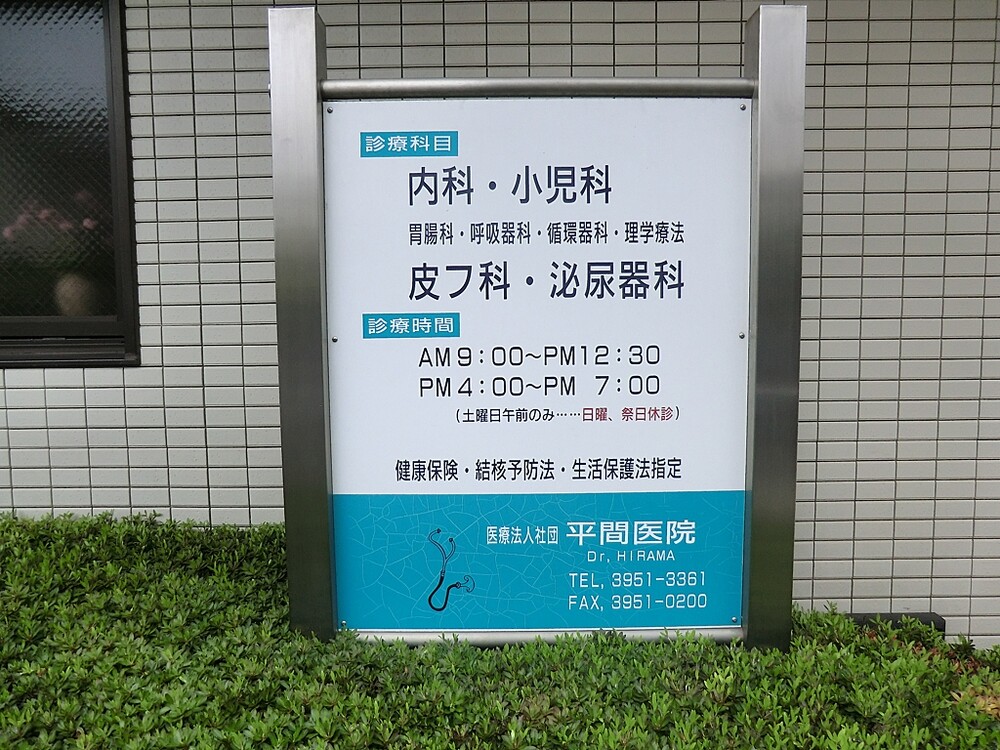 診療科目
内科・小児科
胃腸科・呼吸器科・循環器科・理学療法
皮フ科・泌尿器科
診療時間
AM9:00〜PM12:30
PM4:00〜PM 7:00
（土曜日午前のみ……日曜、祭日休診）
健康保険・結核予防法・生活保護法指定
医療法人社団 平間医院
Dr, HIRAMA
TEL, 3951-3361
FAX, 3951-0200